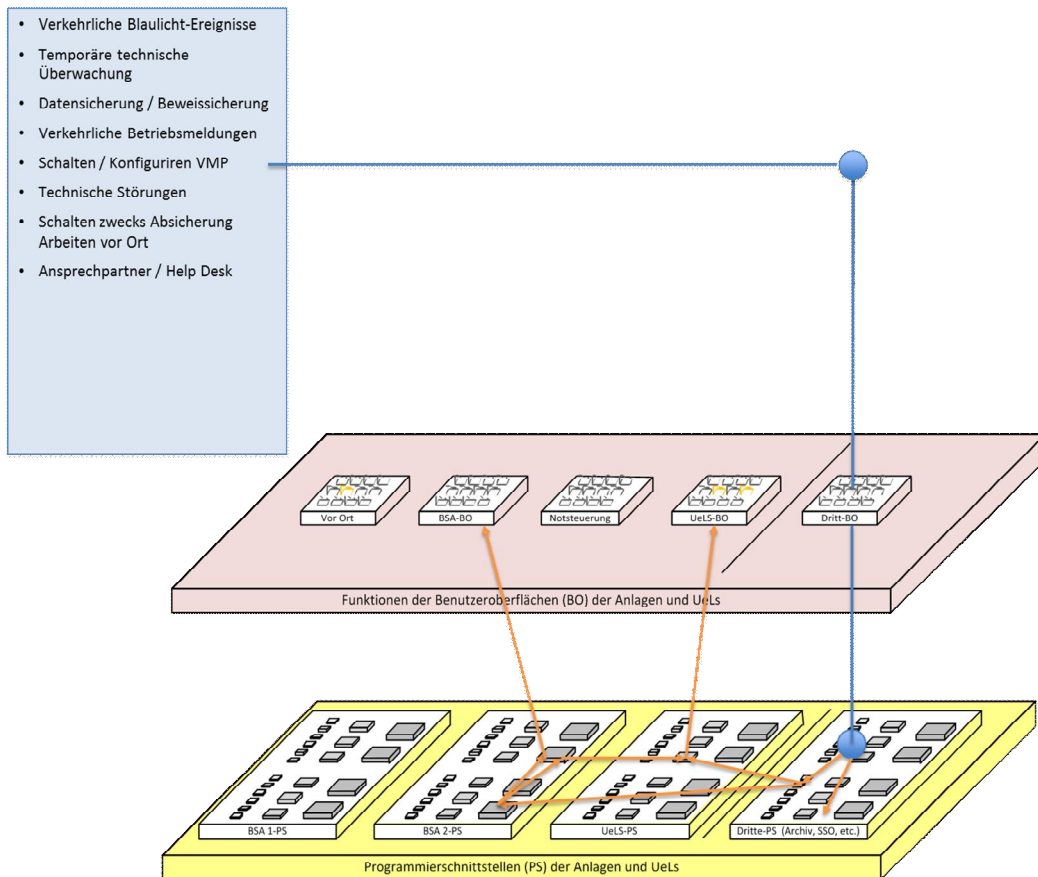 • Verkehrliche Blaulicht-Ereignisse
• Temporäre technische
Überwachung
• Datensicherung / Beweissicherung
• Verkehrliche Betriebsmeldungen
• Schalten / Konfiguriren VMP
• Technische Störungen
• Schalten zwecks Absicherung
Arbeiten vor Ort
• Ansprechpartner / Help Desk
Vor Ort
BSA-BO
Notsteuerung
UeLS-BO
Dritt-BO
Funktionen der Benutzeroberflächen (BO) der Anlagen und UeLs
BSA 1-PS
BSA 2-PS
UeLS-PS
Dritte-PS (Archiv, SSO, etc.)
Programmierschnittstellen (PS) der Anlagen und UeLs